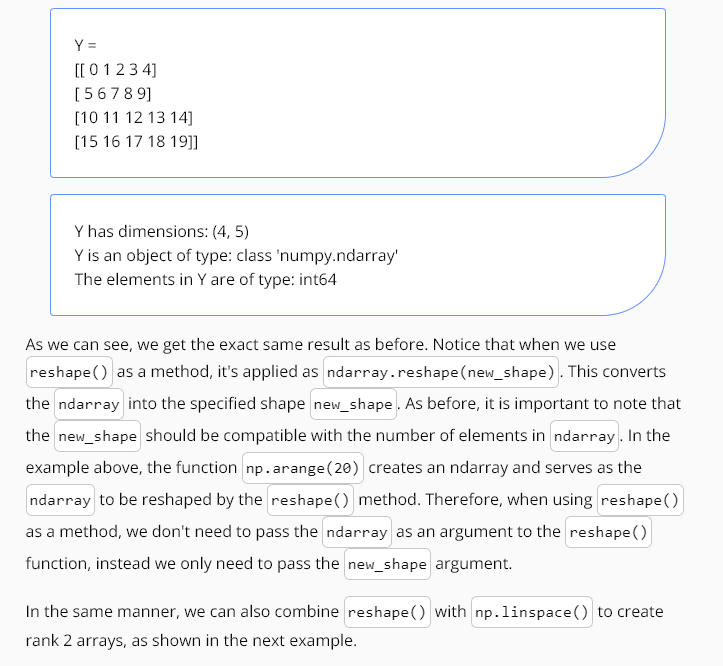 Y =
[[ 0 1 2 3 4]
[ 5 6 7 8 9]
[10 11 12 13 14]
[15 16 17 18 19]]
Y has dimensions: (4, 5)
Y is an object of type: class 'numpy.ndarray'
The elements in Y are of type: int64
As we can see, we get the exact same result as before. Notice that when we use
reshape() as a method, it's applied as ndarray.reshape(new_shape). This converts
the ndarray into the specified shape new_shape. As before, it is important to note that
the new_shape should be compatible with the number of elements in ndarray. In the
example above, the function np.arange(20) creates an ndarray and serves as the
ndarray to be reshaped by the reshape() method. Therefore, when using reshape()
as a method, we don't need to pass the ndarray as an argument to the reshape()
function, instead we only need to pass the new_shape argument.
In the same manner, we can also combine reshape() with np.linspace() to create
rank 2 arrays, as shown in the next example.